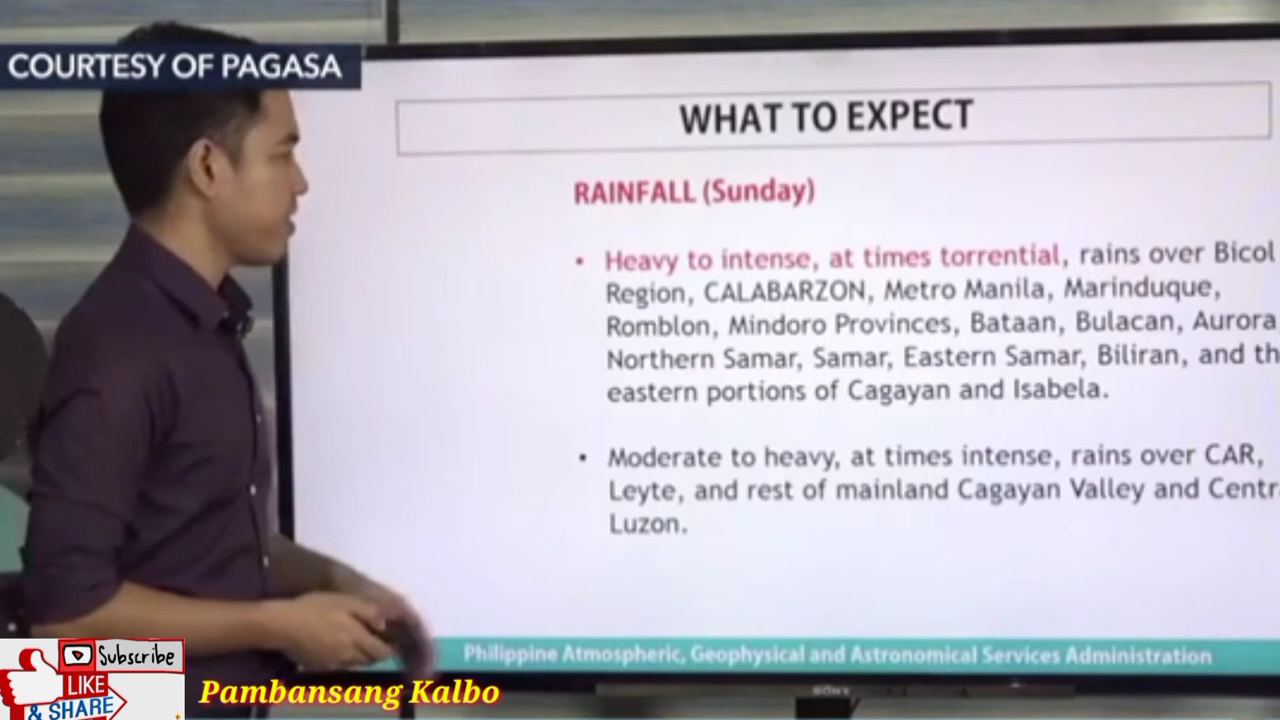 COURTESY OF PAGASA
WHAT TO EXPECT
RAINFALL (Sunday)
• Heavy to intense, at times torrential, rains over Bicol
Region, CALABARZON, Metro Manila, Marinduque,
Romblon, Mindoro Provinces, Bataan, Bulacan, Aurora
Northern Samar, Samar, Eastern Samar, Biliran, and th
eastern portions of Cagayan and Isabela.
• Moderate to heavy, at times intense, rains over CAR,
Leyte, and rest of mainland Cagayan Valley and Centr
Luzon.
Philippine Atmospheric, Geophysical and Astronomical Services Administration
SONY
Subscribe
LIKE
& SHARE
Pambansang Kalbo